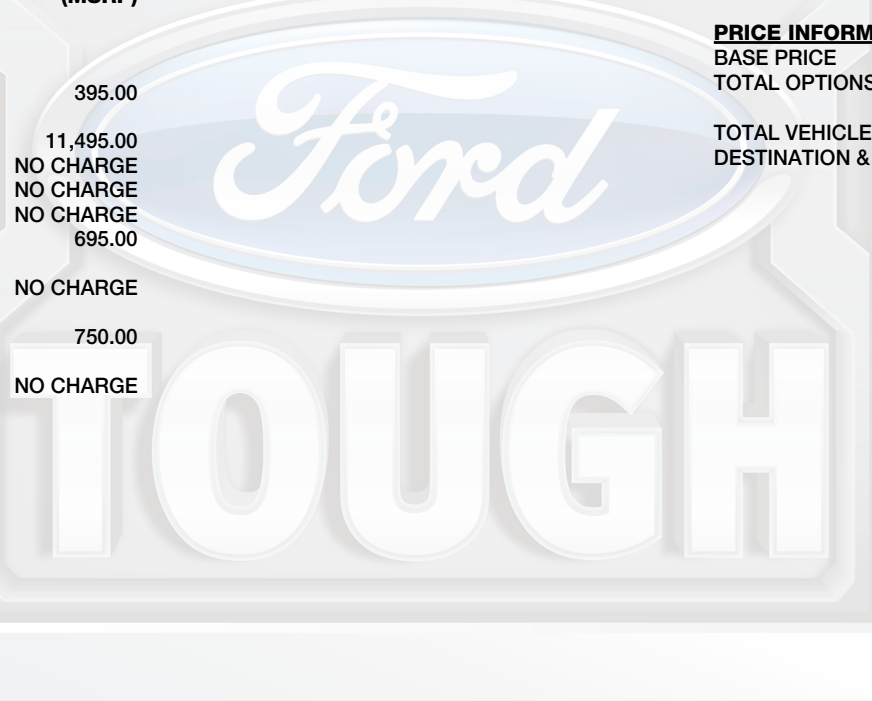 (MSRP)
395.00
11,495.00
NO CHARGE
NO CHARGE
NO CHARGE
695.00
NO CHARGE
750.00
NO CHARGE
PRICE INFORM
BASE PRICE
TOTAL OPTIONS
TOTAL VEHICLE
DESTINATION &
Ford
TOUGH